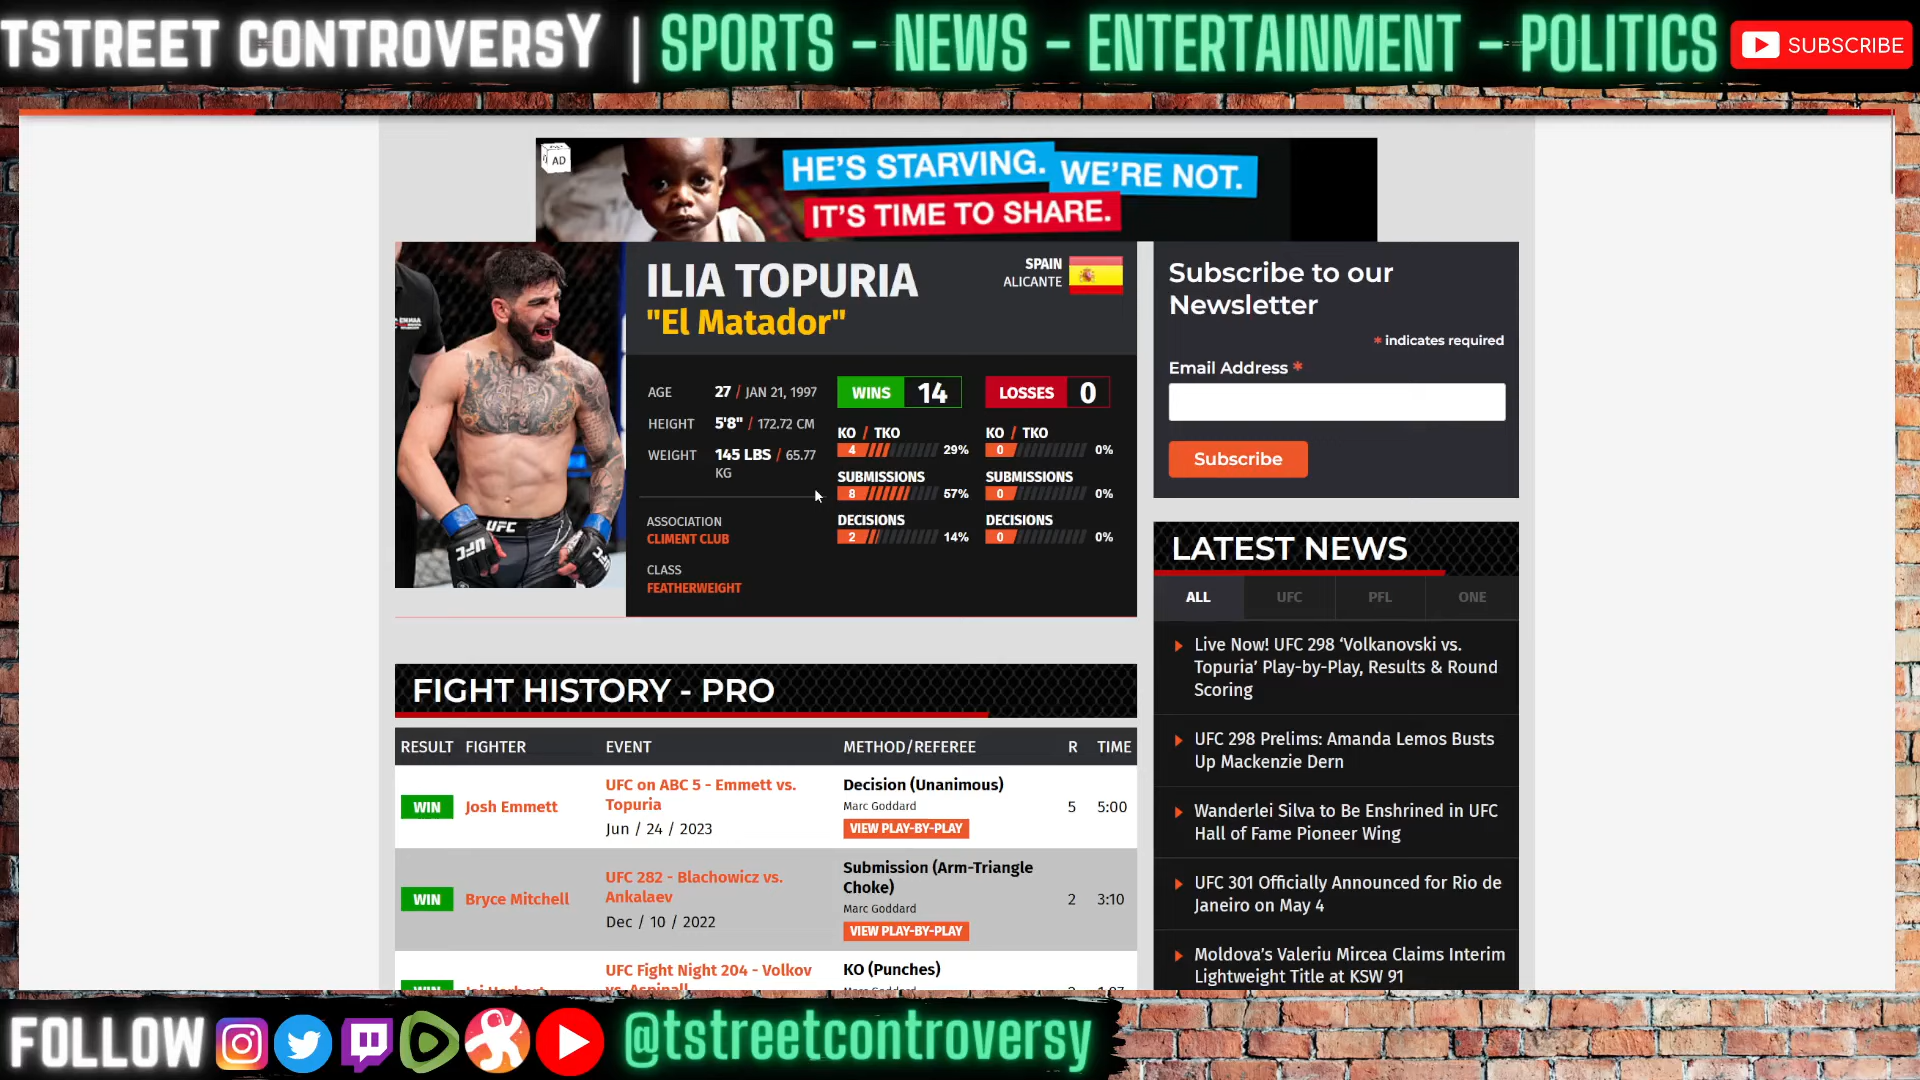 TSTREET CONTROVERSY | SPORTS - NEWS - ENTERTAINMENT - POLITICS
SUBSCRIBE
AD
HE'S STARVING. WE'RE NOT.
IT'S TIME TO SHARE.
ILIA TOPURIA
"El Matador"
SPAIN
ALICANTE
AGE 27 / JAN 21, 1997
HEIGHT 5'8" / 172.72 CM
WEIGHT 145 LBS / 65.77 KG
ASSOCIATION
CLIMENT CLUB
CLASS
FEATHERWEIGHT
WINS 14
KO / TKO
4 29%
SUBMISSIONS
8 57%
DECISIONS
2 14%
LOSSES 0
KO / TKO
0 0%
SUBMISSIONS
0 0%
DECISIONS
0 0%
UFC
UFC
FIGHT HISTORY - PRO
RESULT FIGHTER EVENT METHOD/REFEREE R TIME
WIN Josh Emmett UFC on ABC 5 - Emmett vs. Topuria
Jun / 24 / 2023
Decision (Unanimous)
Marc Goddard
VIEW PLAY-BY-PLAY
5 5:00
WIN Bryce Mitchell UFC 282 - Blachowicz vs. Ankalaev
Dec / 10 / 2022
Submission (Arm-Triangle Choke)
Marc Goddard
VIEW PLAY-BY-PLAY
2 3:10
UFC Fight Night 204 - Volkov
KO (Punches)
Subscribe to our
Newsletter
* indicates required
Email Address *
Subscribe
LATEST NEWS
ALL UFC PFL ONE
Live Now! UFC 298 ‘Volkanovski vs.
Topuria’ Play-by-Play, Results & Round
Scoring
UFC 298 Prelims: Amanda Lemos Busts
Up Mackenzie Dern
Wanderlei Silva to Be Enshrined in UFC
Hall of Fame Pioneer Wing
UFC 301 Officially Announced for Rio de
Janeiro on May 4
Moldova’s Valeriu Mircea Claims Interim
Lightweight Title at KSW 91
FOLLOW @tstreetcontroversy